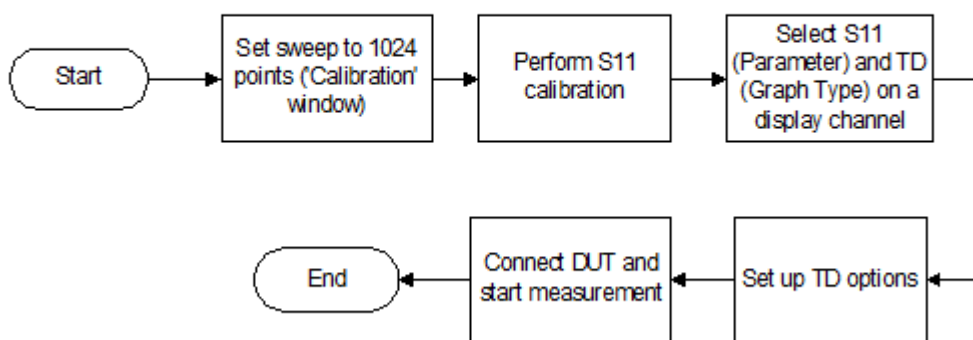 Start
Set sweep to 1024
points ('Calibration'
window)
Perform S11
calibration
Select S11
(Parameter) and TD
(Graph Type) on a
display channel
Set up TD options
Connect DUT and
start measurement
End